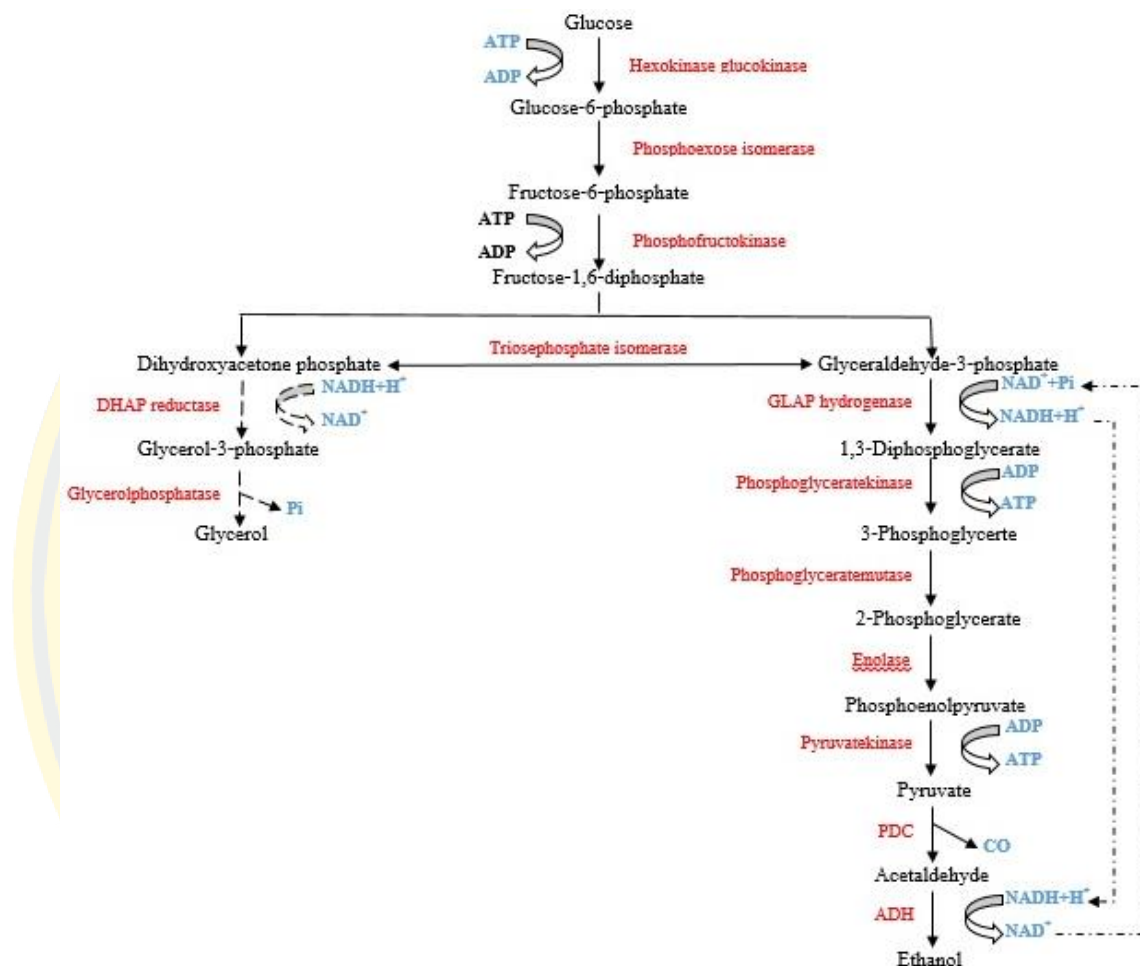 Glucose
ATP
ADP
Hexokinase glucokinase
Glucose-6-phosphate
Phosphoexose isomerase
Fructose-6-phosphate
ATP
ADP
Phosphofructokinase
Fructose-1,6-diphosphate
Triosephosphate isomerase
Dihydroxyacetone phosphate
Glyceraldehyde-3-phosphate
DHAP reductase
NADH+H⁺
NAD⁺
GLAP hydrogenase
NAD⁺+Pi
NADH+H⁺
Glycerol-3-phosphate
1,3-Diphosphoglycerate
Glycerolphosphatase
Pi
Phosphoglyceratekinase
ADP
ATP
Glycerol
3-Phosphoglycerte
Phosphoglyceratemutase
2-Phosphoglycerate
Enolase
Phosphoenolpyruvate
Pyruvatekinase
ADP
ATP
Pyruvate
PDC
CO
Acetaldehyde
ADH
NADH+H⁺
NAD⁺
Ethanol